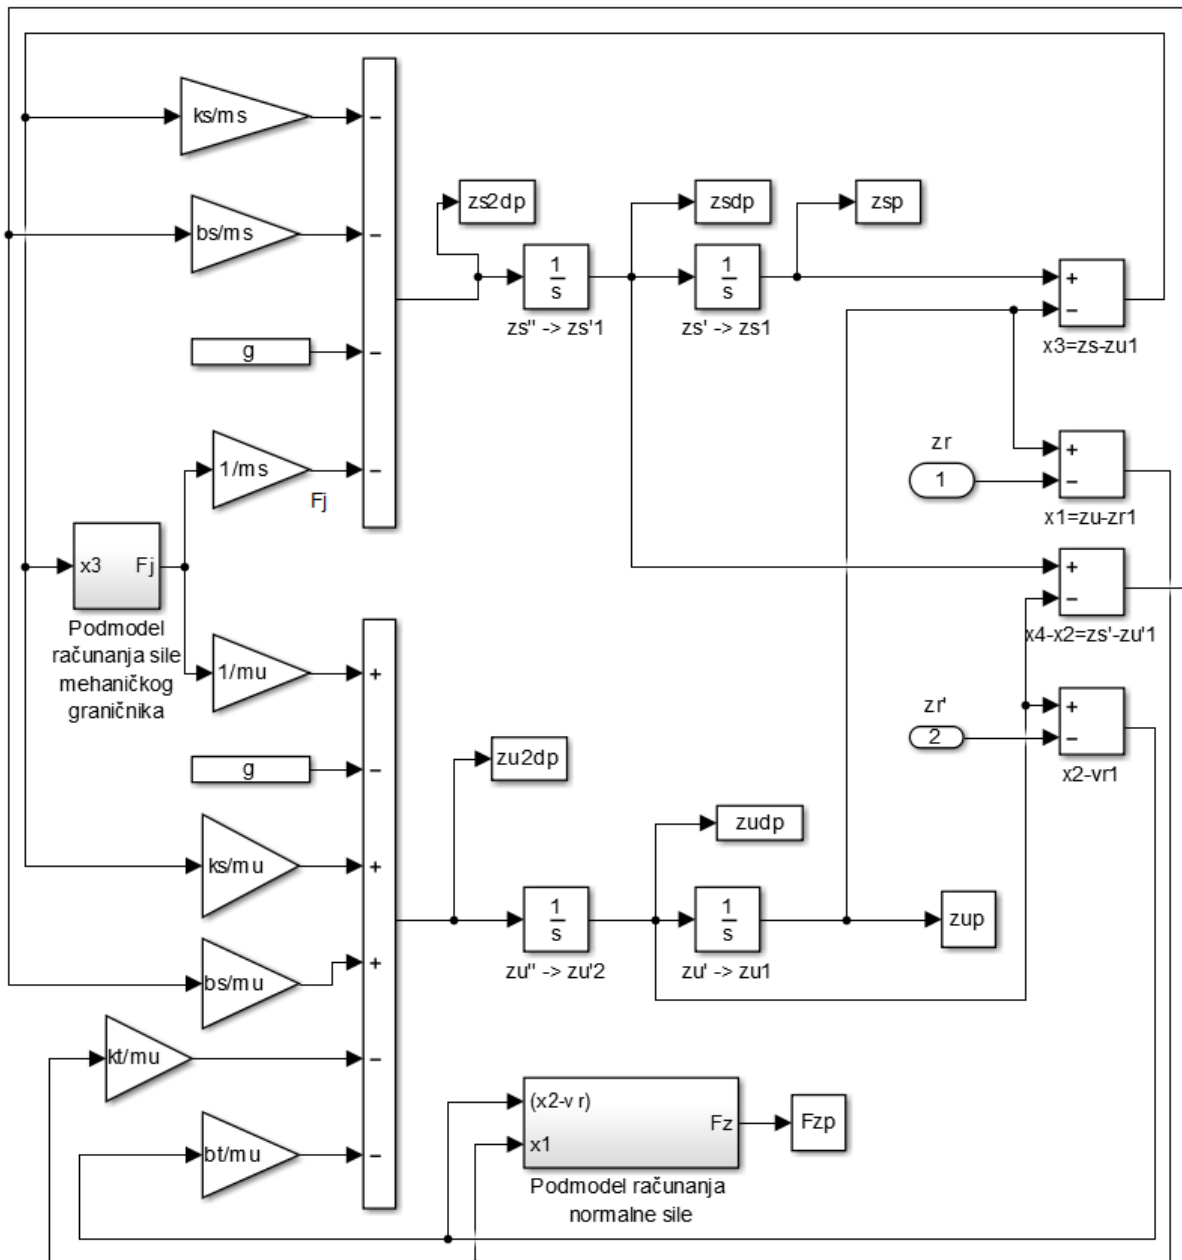 ks/ms
−
zs2dp
zsdp
zsp
bs/ms
−
1
s
zs'' -> zs'1
1
s
zs' -> zs1
+
−
x3=zs-zu1
g
−
1/ms
−
Fj
zr
1
+
−
x1=zu-zr1
x3
Fj
Podmodel
računanja sile
mehaničkog
graničnika
+
−
x4-x2=zs'-zu'1
1/mu
+
zr'
2
+
−
x2-vr1
g
−
zu2dp
zudp
ks/mu
+
1
s
zu'' -> zu'2
1
s
zu' -> zu1
zup
bs/mu
+
kt/mu
−
(x2-vr)
x1
Fz
Fzp
Podmodel računanja
normalne sile
bt/mu
−